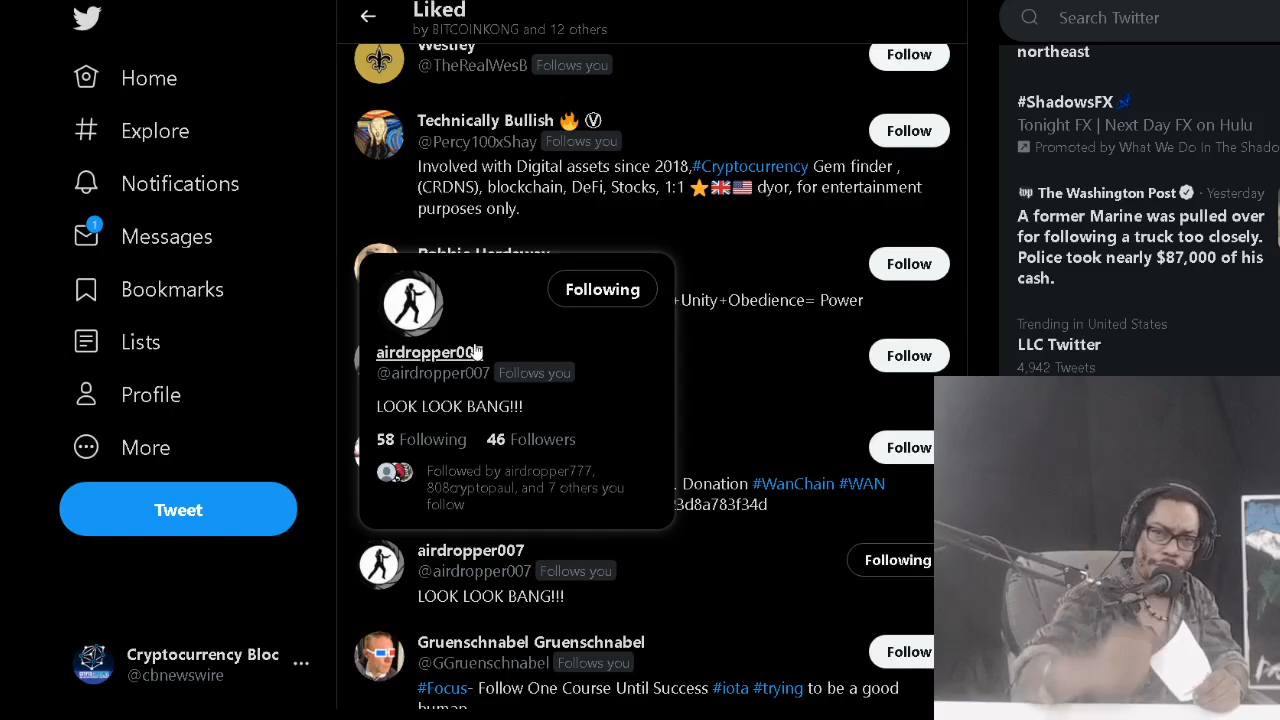 Home
Explore
Notifications
1
Messages
Bookmarks
Lists
Profile
More
Tweet
Cryptocurrency Bloc
@cbnewswire
Liked
by BITCOINKONG and 12 others
Westley
@TheRealWesB Follows you
Follow
Technically Bullish 🔥 Ⓥ
@Percy100xShay Follows you
Follow
Involved with Digital assets since 2018,#Cryptocurrency Gem finder ,
(CRDNS), blockchain, DeFi, Stocks, 1:1 ⭐🇬🇧🇺🇸 dyor, for entertainment
purposes only.
Follow
+Unity+Obedience= Power
Following
airdropper007
@airdropper007 Follows you
LOOK LOOK BANG!!!
58 Following 46 Followers
Followed by airdropper777,
808cryptopaul, and 7 others you
follow
Follow
Follow
. Donation #WanChain #WAN
23d8a783f34d
airdropper007
@airdropper007 Follows you
Following
LOOK LOOK BANG!!!
Gruenschnabel Gruenschnabel
@GGruenschnabel Follows you
Follow
#Focus- Follow One Course Until Success #iota #trying to be a good
human
Search Twitter
northeast
#ShadowsFX
Tonight FX | Next Day FX on Hulu
Promoted by What We Do In The Shado
The Washington Post · Yesterday
A former Marine was pulled over
for following a truck too closely.
Police took nearly $87,000 of his
cash.
Trending in United States
LLC Twitter
4,942 Tweets